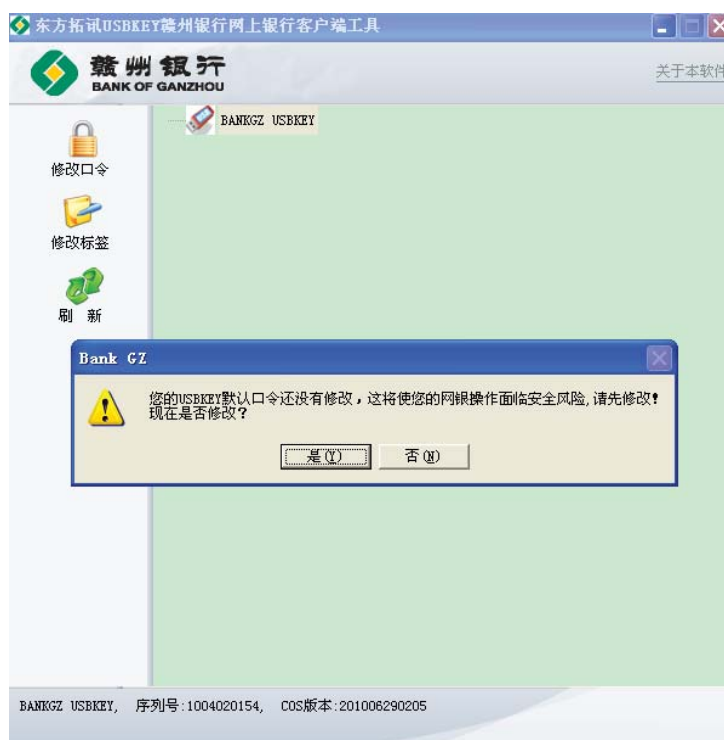 东方拓讯USBKEY赣州银行网上银行客户端工具
赣州银行
BANK OF GANZHOU
关于本软件
BANKGZ USBKEY
修改口令
修改标签
刷 新
Bank GZ
您的USBKEY默认口令还没有修改，这将使您的网银操作面临安全风险,请先修改!
现在是否修改?
是(Y)
否(N)
BANKGZ USBKEY, 序列号:1004020154, COS版本:201006290205